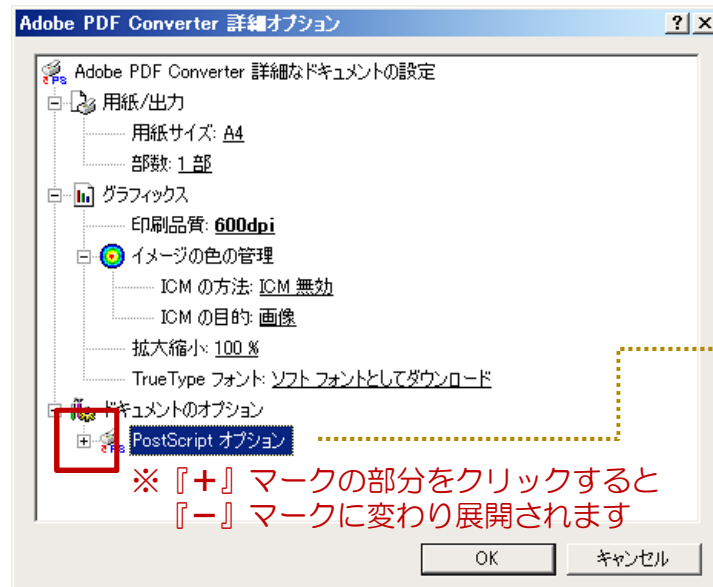 Adobe PDF Converter 詳細オプション
Adobe PDF Converter 詳細なドキュメントの設定
用紙/出力
用紙サイズ: A4
部数: 1 部
グラフィックス
印刷品質: 600dpi
イメージの色の管理
ICM の方法: ICM 無効
ICM の目的: 画像
拡大縮小: 100 %
TrueType フォント: ソフト フォントとしてダウンロード
ドキュメントのオプション
PostScript オプション
※『+』マークの部分をクリックすると
『−』マークに変わり展開されます
OK キャンセル